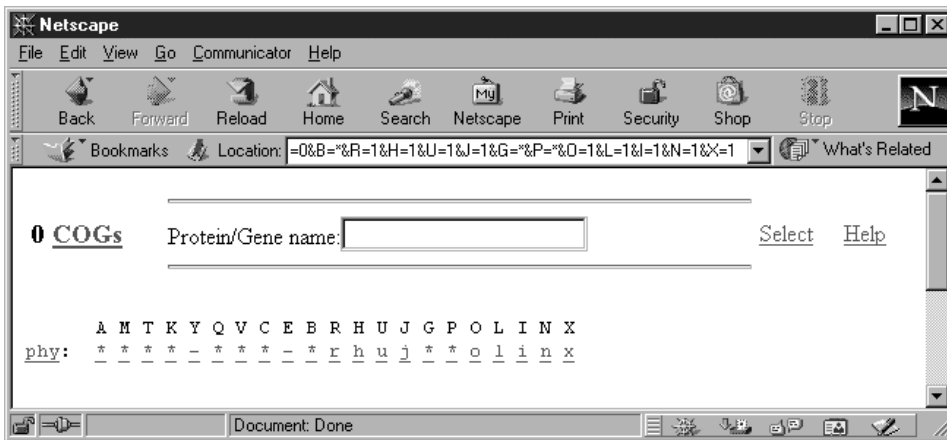 Netscape
File Edit View Go Communicator Help
My N
Back Forward Reload Home Search Netscape Print Security Shop Stop
Bookmarks Location: =0&B=*&R=1&H=1&U=1&J=1&G=*&P=*&O=1&L=1&I=1&N=1&X=1 What's Related
0 COGs Protein/Gene name: Select Help
A M T K Y Q V C E B R H U J G P O L I N X
phy: * * * * - * * * - * r h u j * * o l i n x
Document: Done